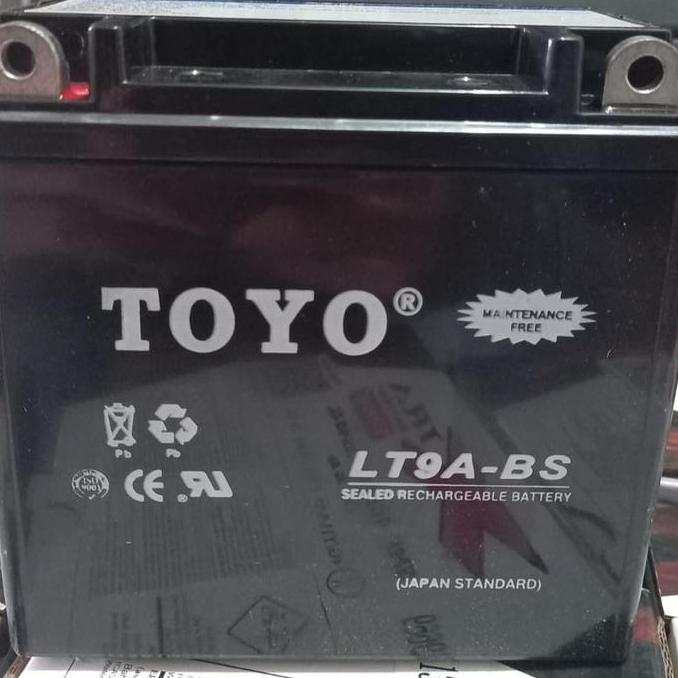 TOYO®
MAINTENANCE
FREE
Pb Pb
CE
LT9A-BS
SEALED RECHARGEABLE BATTERY
(JAPAN STANDARD)